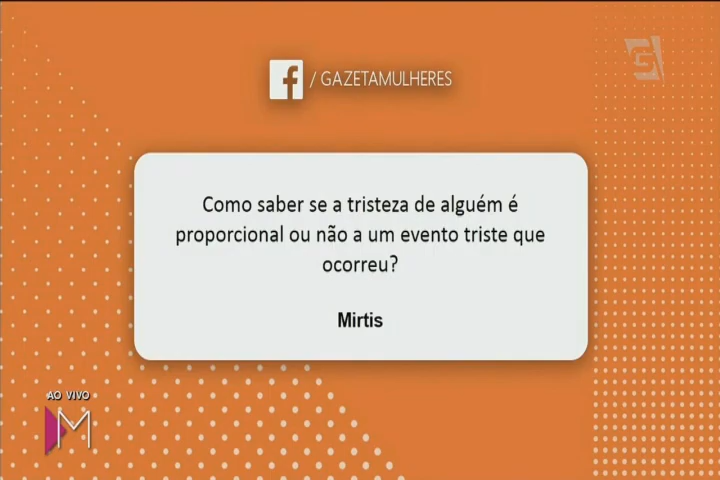 f / GAZETAMULHERES
G
Como saber se a tristeza de alguém é
proporcional ou não a um evento triste que
ocorreu?
Mirtis
AO VIVO
M